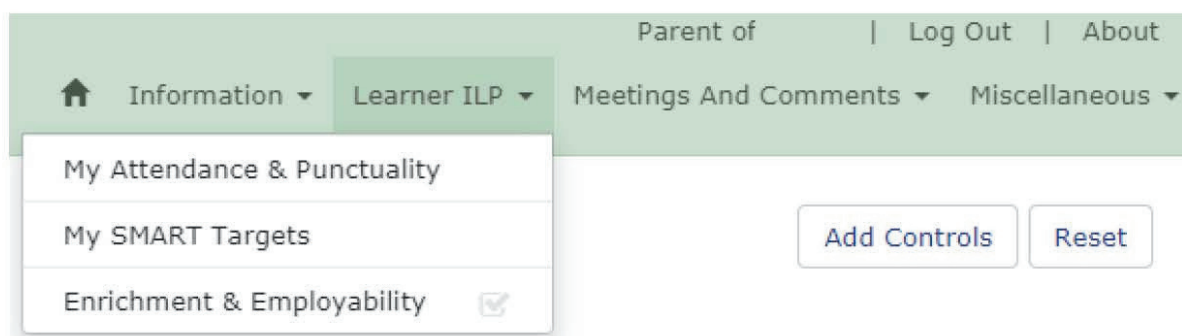 Parent of | Log Out | About
Information Learner ILP Meetings And Comments Miscellaneous
My Attendance & Punctuality
My SMART Targets
Add Controls Reset
Enrichment & Employability